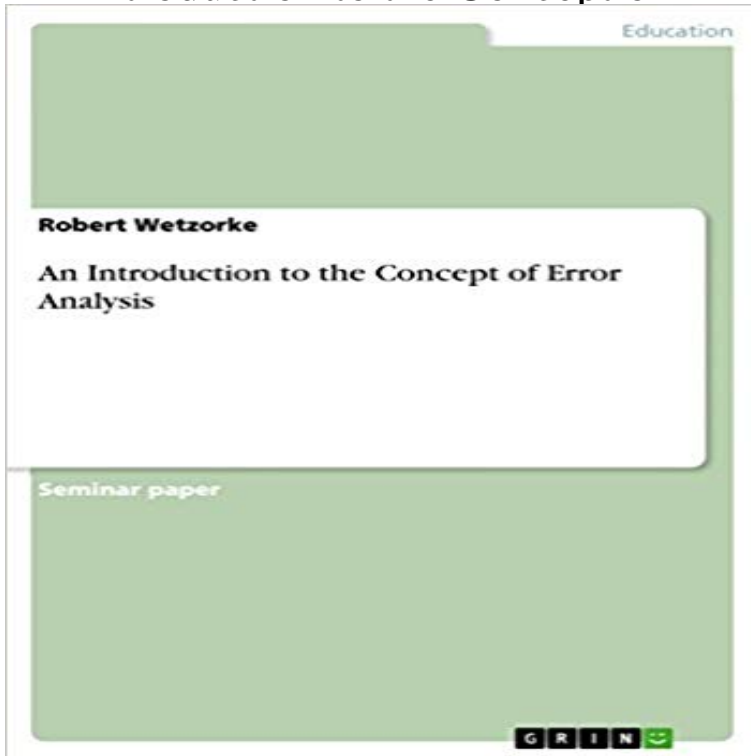 Education
Robert Wetzorke
An Introduction to the Concept of Error
Analysis
Seminar paper
GRIN